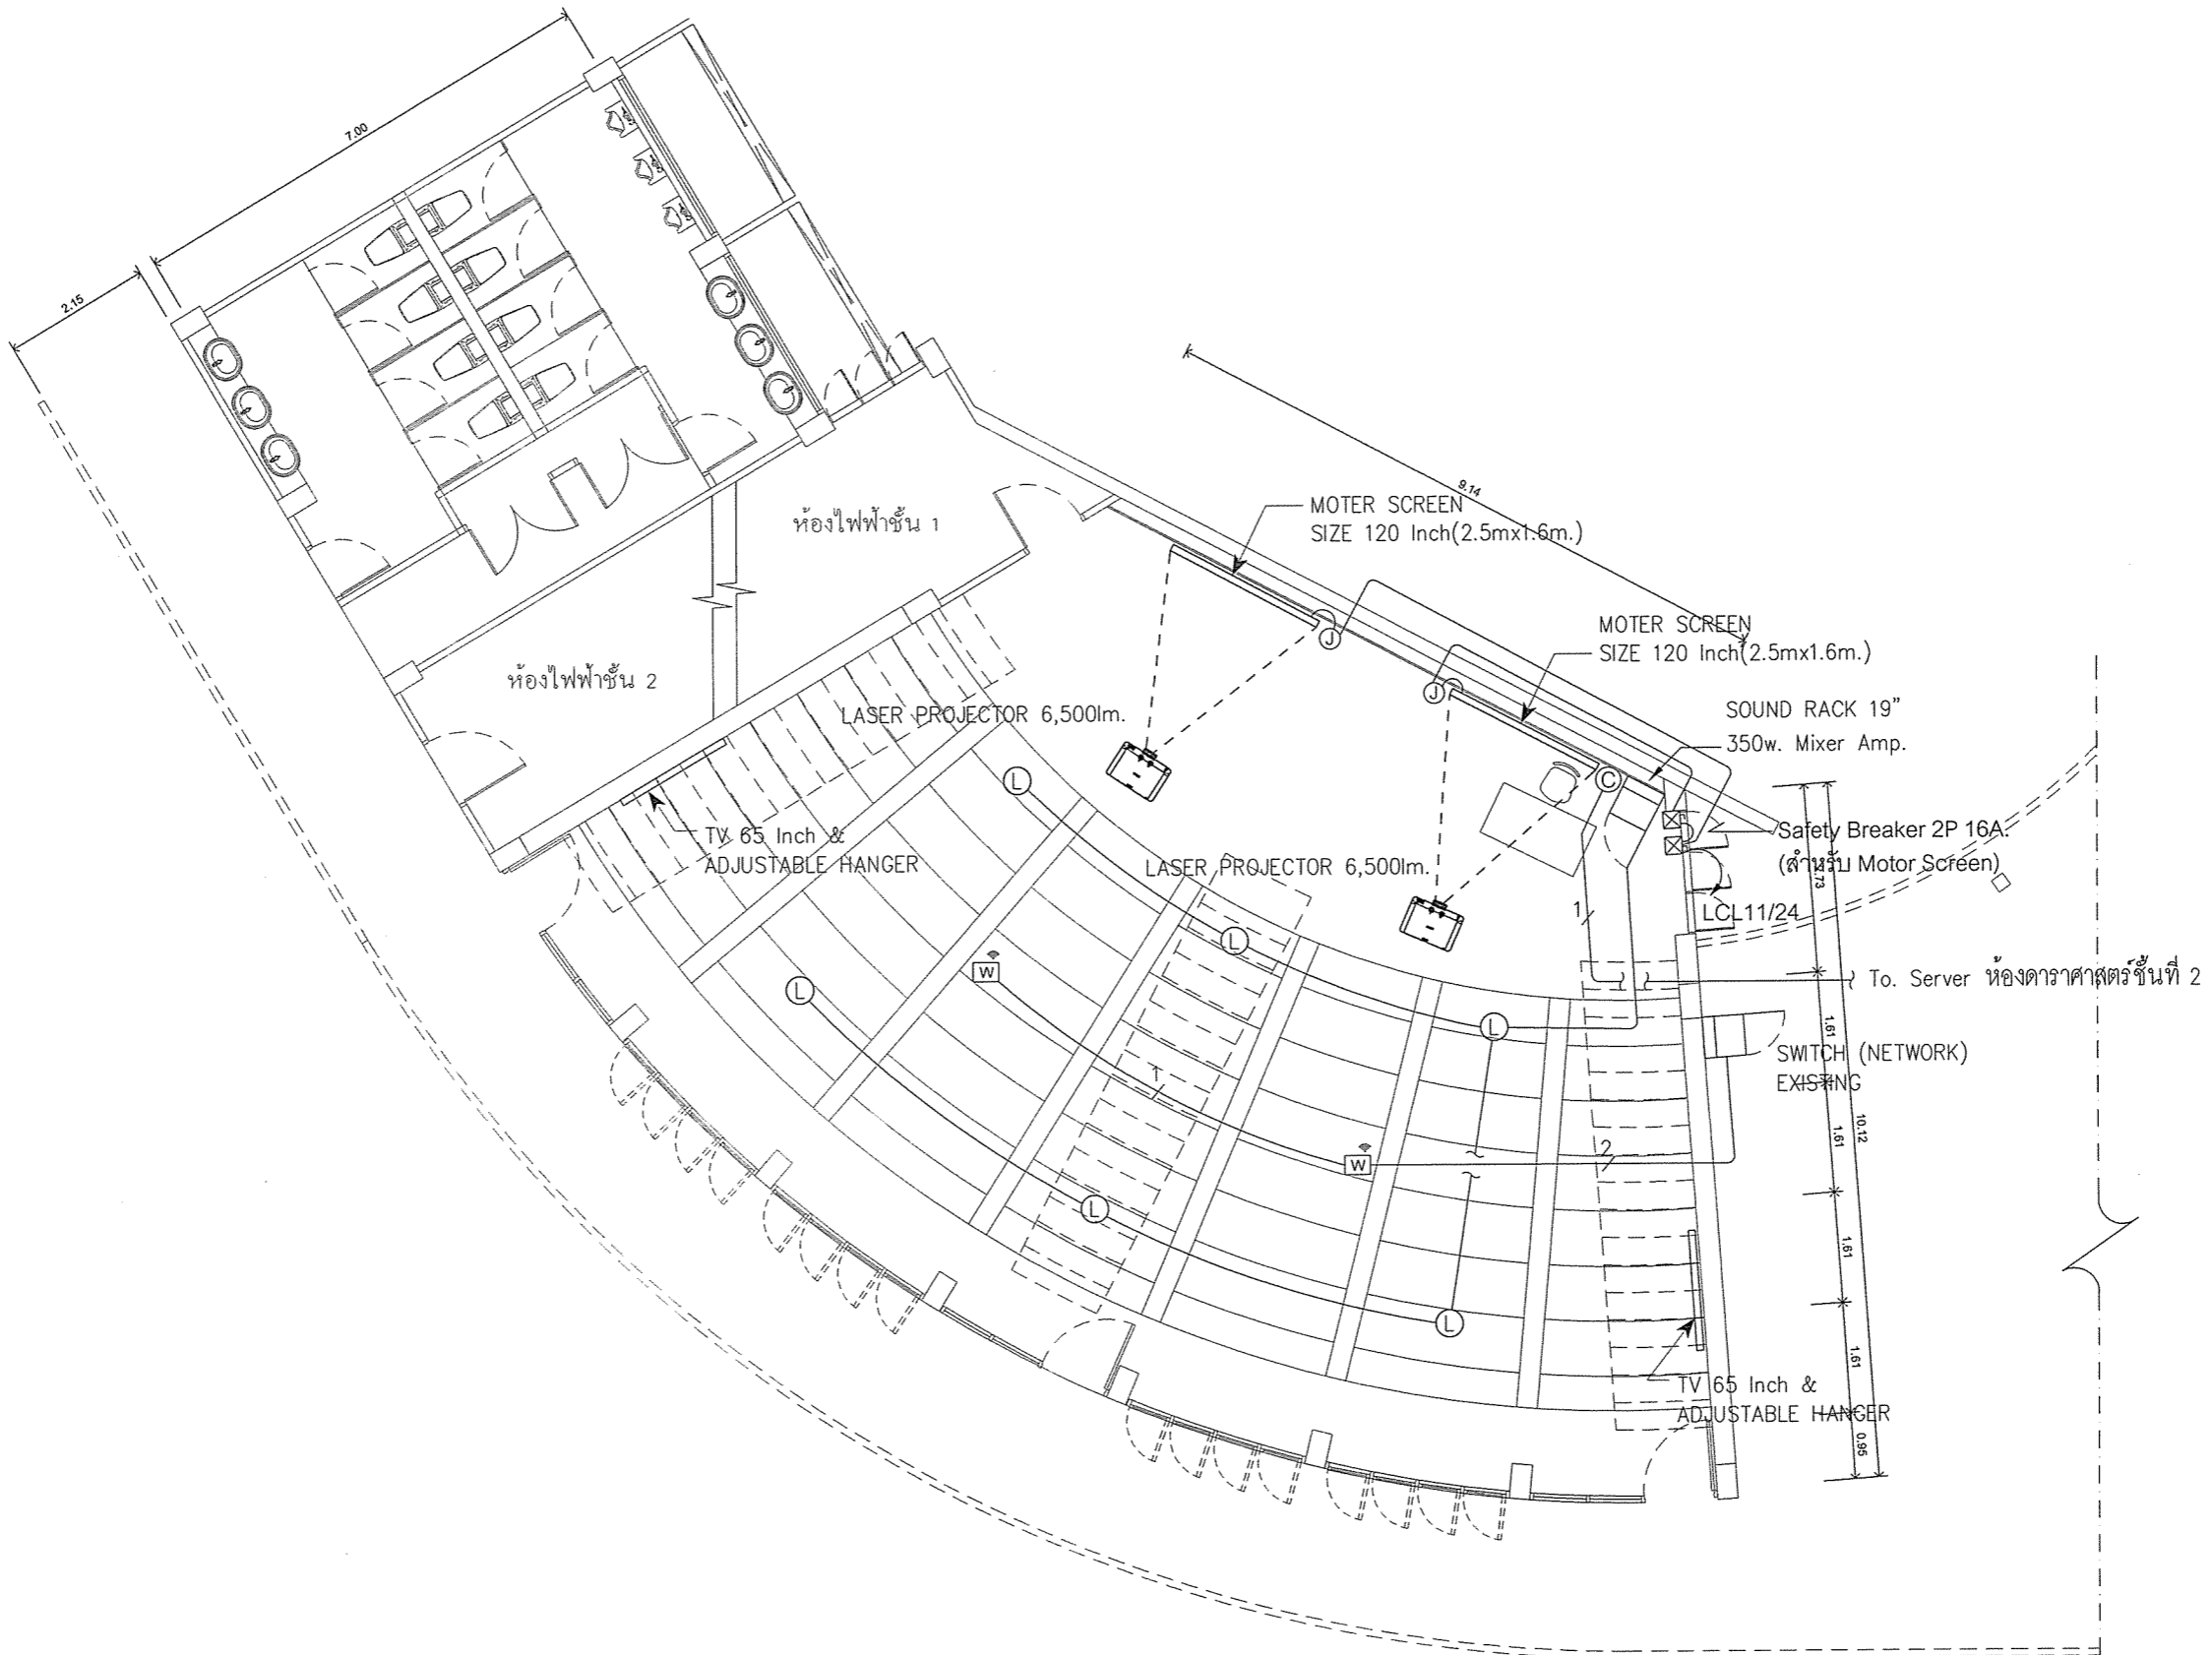 7.00
2.15
9.14
MOTER SCREEN
SIZE 120 Inch(2.5mx1.6m.)
ห้องไฟฟ้าชั้น 1
MOTER SCREEN
SIZE 120 Inch(2.5mx1.6m.)
ห้องไฟฟ้าชั้น 2
J
J
SOUND RACK 19"
350w. Mixer Amp.
LASER PROJECTOR 6,500lm.
C
L
TV 65 Inch &
ADJUSTABLE HANGER
Safety Breaker 2P 16A.
(สำหรับ Motor Screen)
LASER PROJECTOR 6,500lm.
1
LCL11/24
L
W
L
To. Server ห้องดาราศาสตร์ชั้นที่ 2
L
1.61
SWITCH (NETWORK)
EXISTING
1
10.12
1.61
2
W
L
1.61
L
1.61
TV 65 Inch &
ADJUSTABLE HANGER
0.95